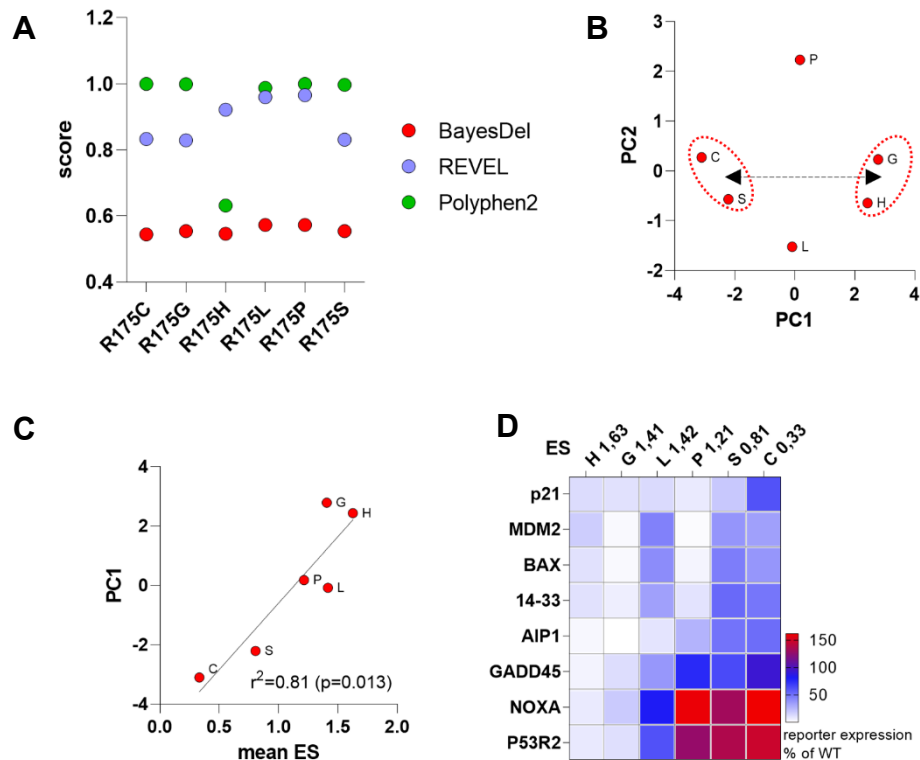 A
1.2
1.0
0.8
0.6
0.4
score
R175C
R175G
R175H
R175L
R175P
R175S
BayesDel
REVEL
Polyphen2
B
3
2
1
0
-1
-2
PC2
P
C
G
S
H
L
-4 -2 0 2 4
PC1
C
4
2
0
-2
-4
PC1
G
H
P
L
S
C
r²=0.81 (p=0.013)
0.0 0.5 1.0 1.5 2.0
mean ES
D
ES
H 1,63
G 1,41
L 1,42
P 1,21
S 0,81
C 0,33
p21
MDM2
BAX
14-33
AIP1
GADD45
NOXA
P53R2
150
100
50
reporter expression
% of WT